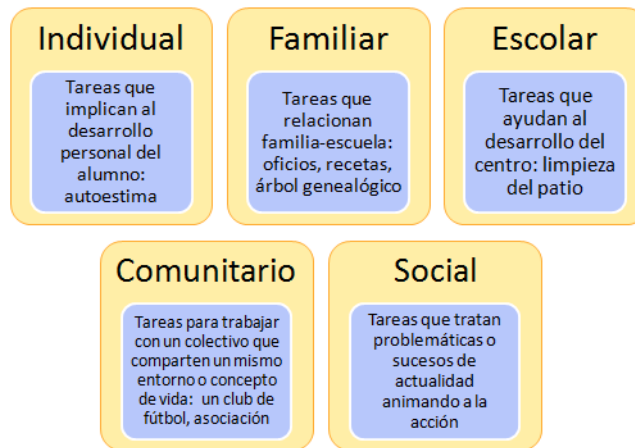 Individual
Tareas que
implican al
desarrollo
personal del
alumno:
autoestima
Familiar
Tareas que
relacionan
familia-escuela:
oficios, recetas,
árbol genealógico
Escolar
Tareas que
ayudan al
desarrollo del
centro: limpieza
del patio
Comunitario
Tareas para trabajar
con un colectivo que
comparten un mismo
entorno o concepto
de vida: un club de
fútbol, asociación
Social
Tareas que tratan
problemáticas o
sucesos de
actualidad
animando a la
acción